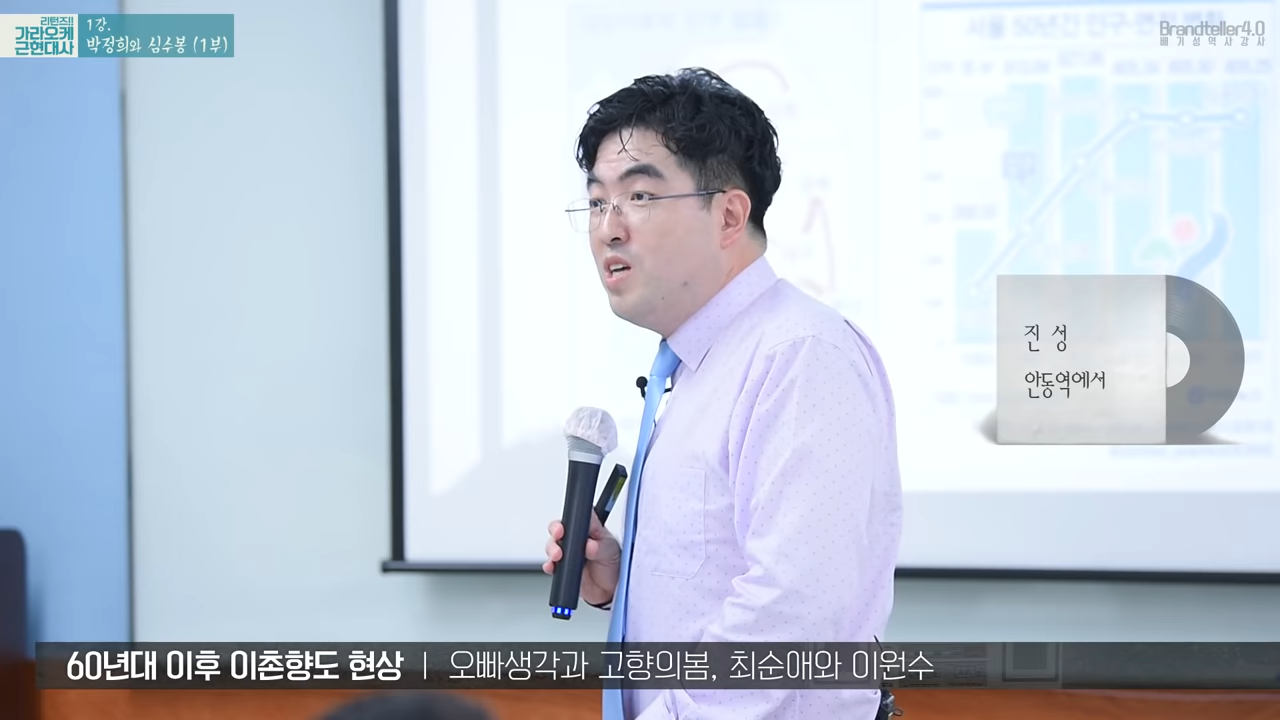 리턴즈!!
가라오케
근현대사
1강.
박정희와 심수봉 (1부)
Brandteller4.0
배기성역사강사
서울 50년간 인구·면적 변화
진 성
안동역에서
60년대 이후 이촌향도 현상 | 오빠생각과 고향의봄, 최순애와 이원수